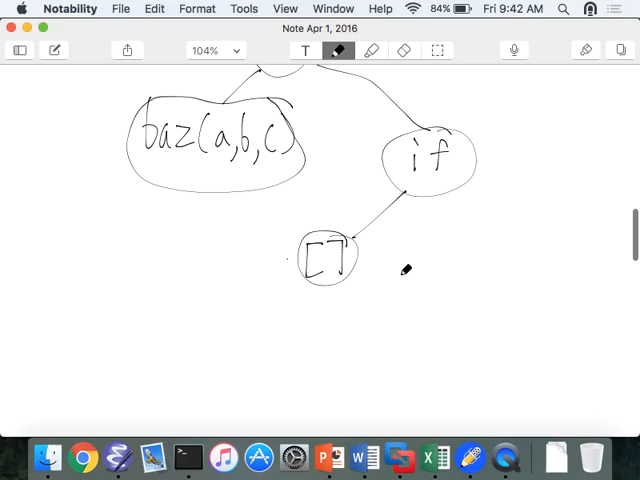 Notability File Edit Format View Window Help 84% Fri 9:42 AM
Note Apr 1, 2016
104% T
baz(a,b,c)
if
[]